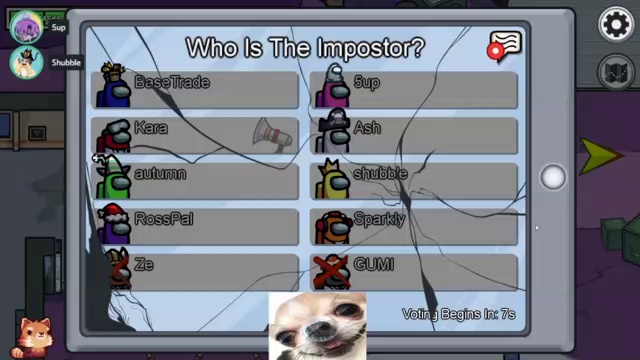 5up
Shubble
Who Is The Impostor?
BaseTrade
5up
Kara
Ash
autumn
shubble
RossPal
Sparkly
Ze
GUMI
Voting Begins In: 7s